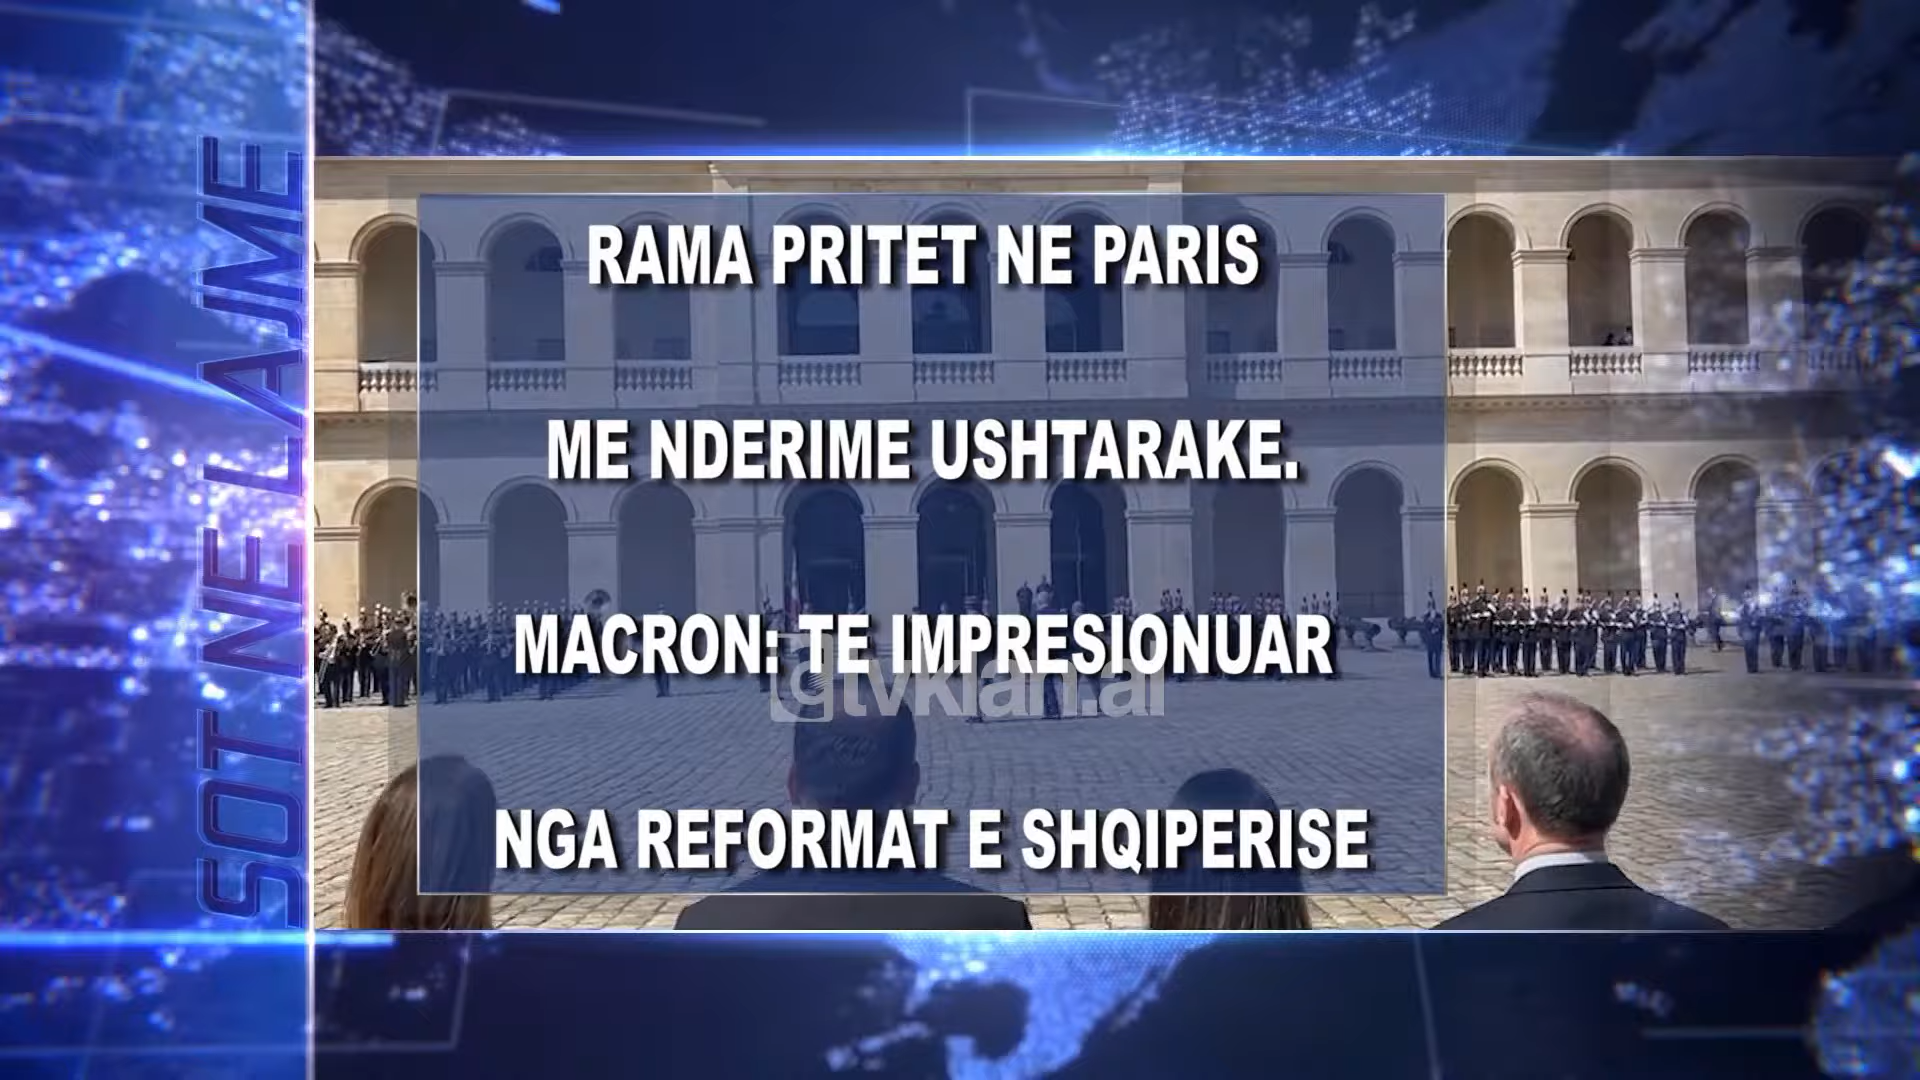 SOT NE LAJME
RAMA PRITET NE PARIS
ME NDERIME USHTARAKE.
MACRON: TE IMPRESIONUAR
tvklan.al
NGA REFORMAT E SHQIPERISE